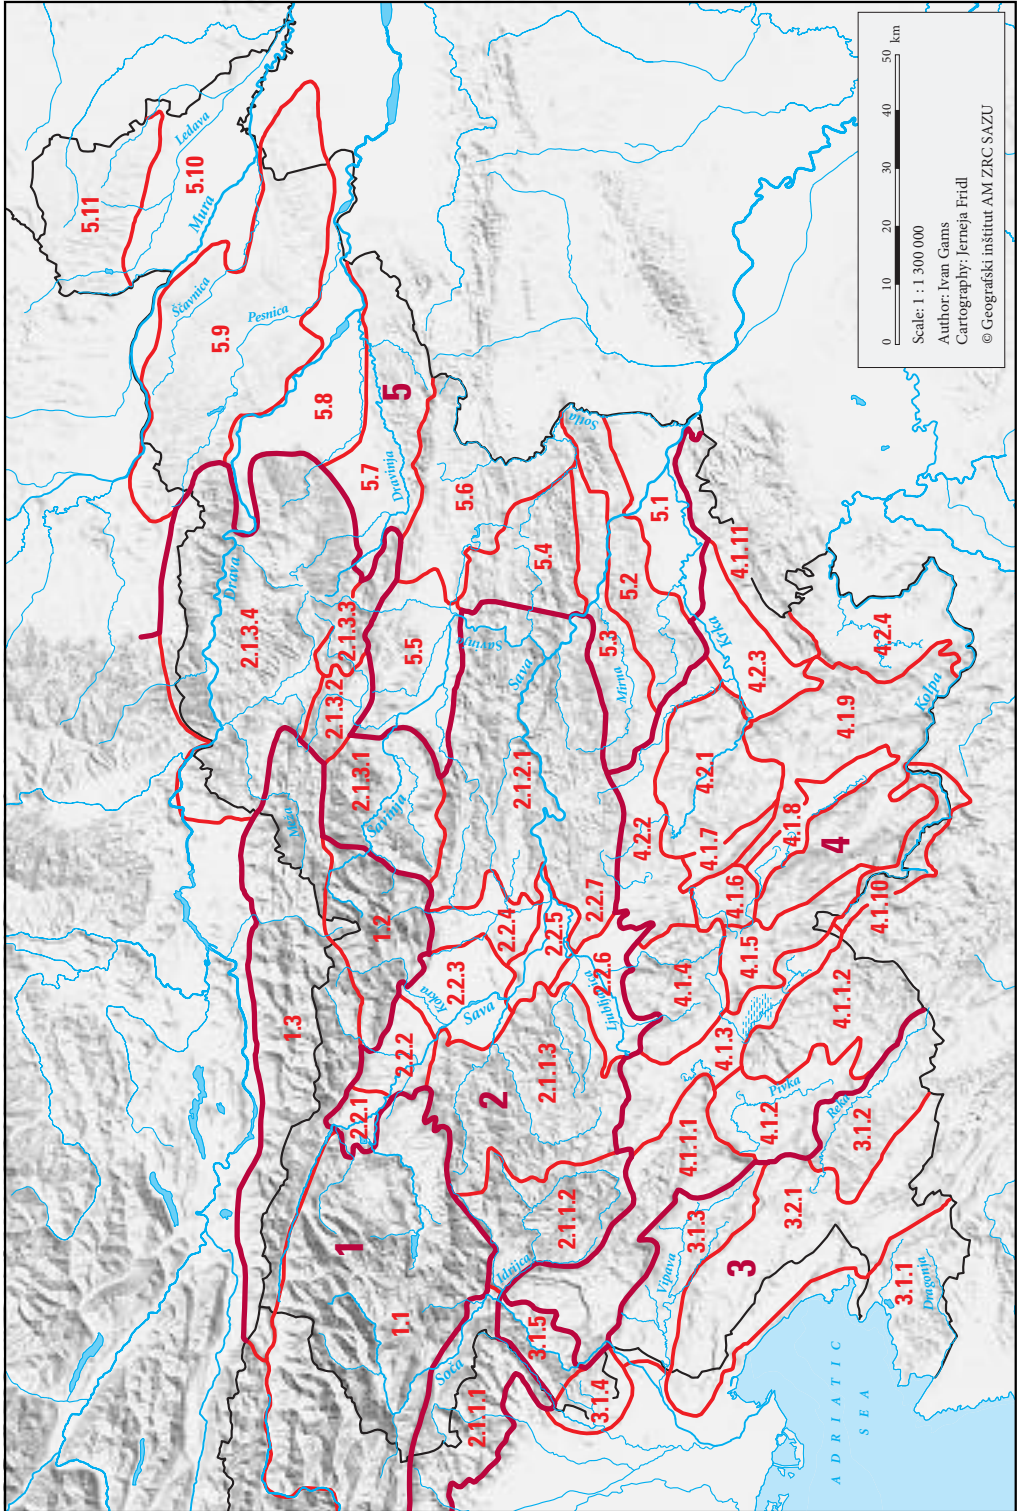 5.11
Ledava
5.10
Mura
Ščavnica
Pesnica
5.9
5.8
5
5.7
Dravinja
5.6
Sotla
5.1
5.4
5.2
5.3
Mirna
Drava
2.1.3.4
2.1.3.3
2.1.3.2
5.5
Savinja
Sava
4.1.11
Krka
4.2.3
4.2.4
Kolpa
4.1.9
2.1.3.1
Savinja
2.1.2.1
4.2.1
4.2.2
4.1.7
4.1.8
4
Meža
1.2
2.2.4
2.2.5
2.2.7
4.1.6
4.1.10
1.3
2.2.3
Kokra
Sava
2.2.6
Ljubljanica
4.1.4
4.1.5
4.1.1.2
2.2.2
2.2.1
2
2.1.1.3
4.1.3
Pivka
4.1.2
Reka
3.1.2
4.1.1.1
1
2.1.1.2
Idrijca
3.1.3
Vipava
3.2.1
3
1.1
Soča
3.1.5
3.1.4
2.1.1.1
3.1.1
Dragonja
ADRIATIC
SEA
0 10 20 30 40 50
km
Scale: 1 : 1 300 000
Author: Ivan Gams
Cartography: Jerneja Fridl
© Geografski inštitut AM ZRC SAZU